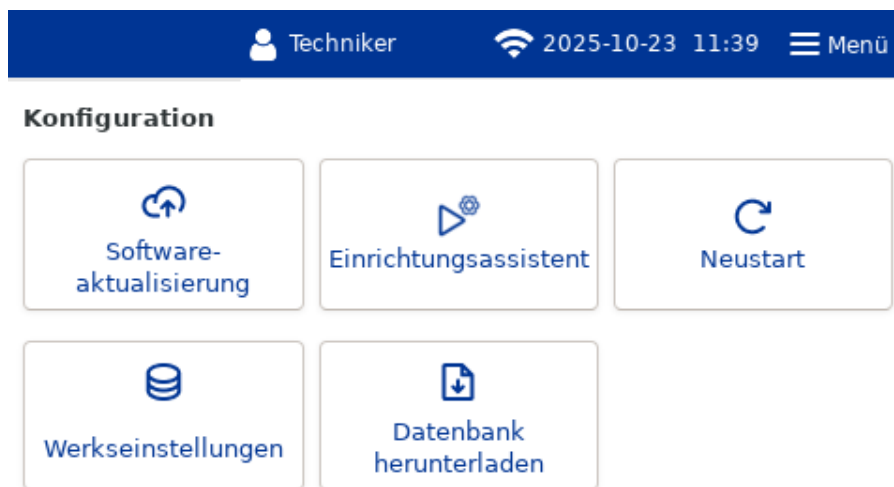 Techniker 2025-10-23 11:39 Menü
Konfiguration
Software-
aktualisierung
Einrichtungsassistent
Neustart
Werkseinstellungen
Datenbank
herunterladen